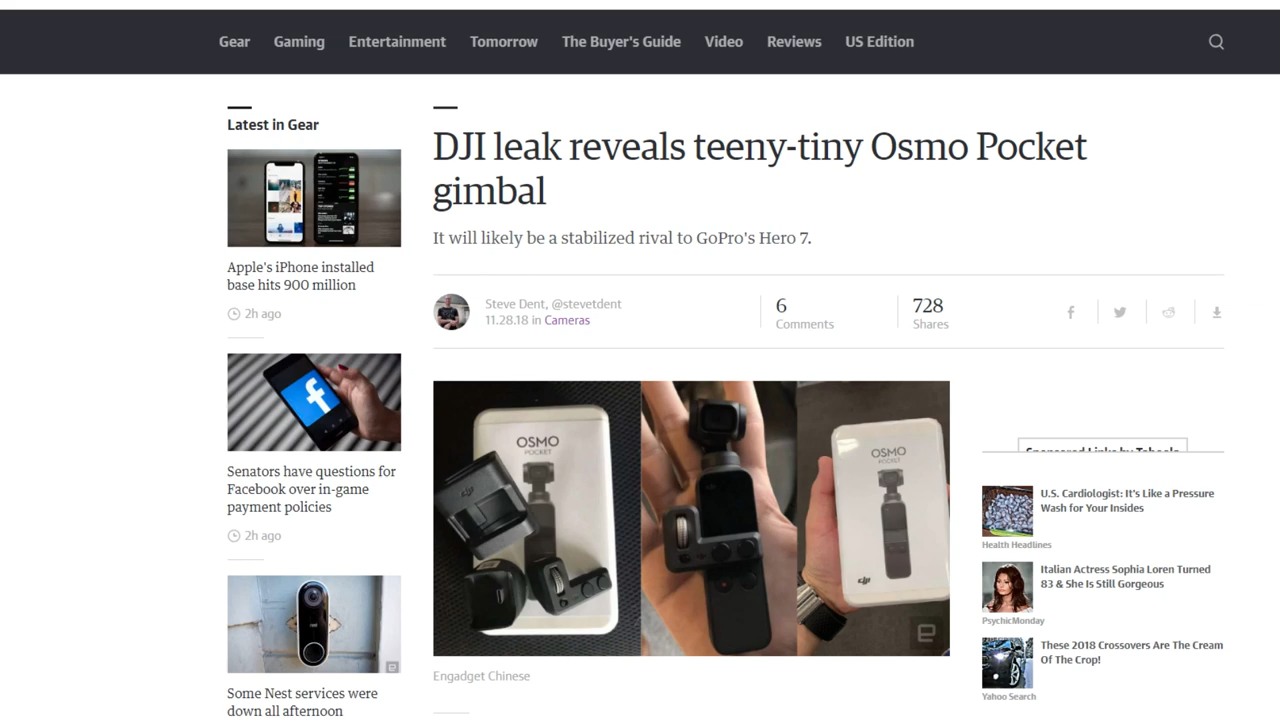 Gear Gaming Entertainment Tomorrow The Buyer's Guide Video Reviews US Edition
Latest in Gear
Apple's iPhone installed
base hits 900 million
2h ago
Senators have questions for
Facebook over in-game
payment policies
2h ago
Some Nest services were
down all afternoon
DJI leak reveals teeny-tiny Osmo Pocket
gimbal
It will likely be a stabilized rival to GoPro's Hero 7.
Steve Dent, @stevetdent
11.28.18 in Cameras
6
Comments
728
Shares
OSMO
POCKET
OSMO
POCKET
dji
Engadget Chinese
Sponsored Links by Taboola
U.S. Cardiologist: It's Like a Pressure
Wash for Your Insides
Health Headlines
Italian Actress Sophia Loren Turned
83 & She Is Still Gorgeous
PsychicMonday
These 2018 Crossovers Are The Cream
Of The Crop!
Yahoo Search